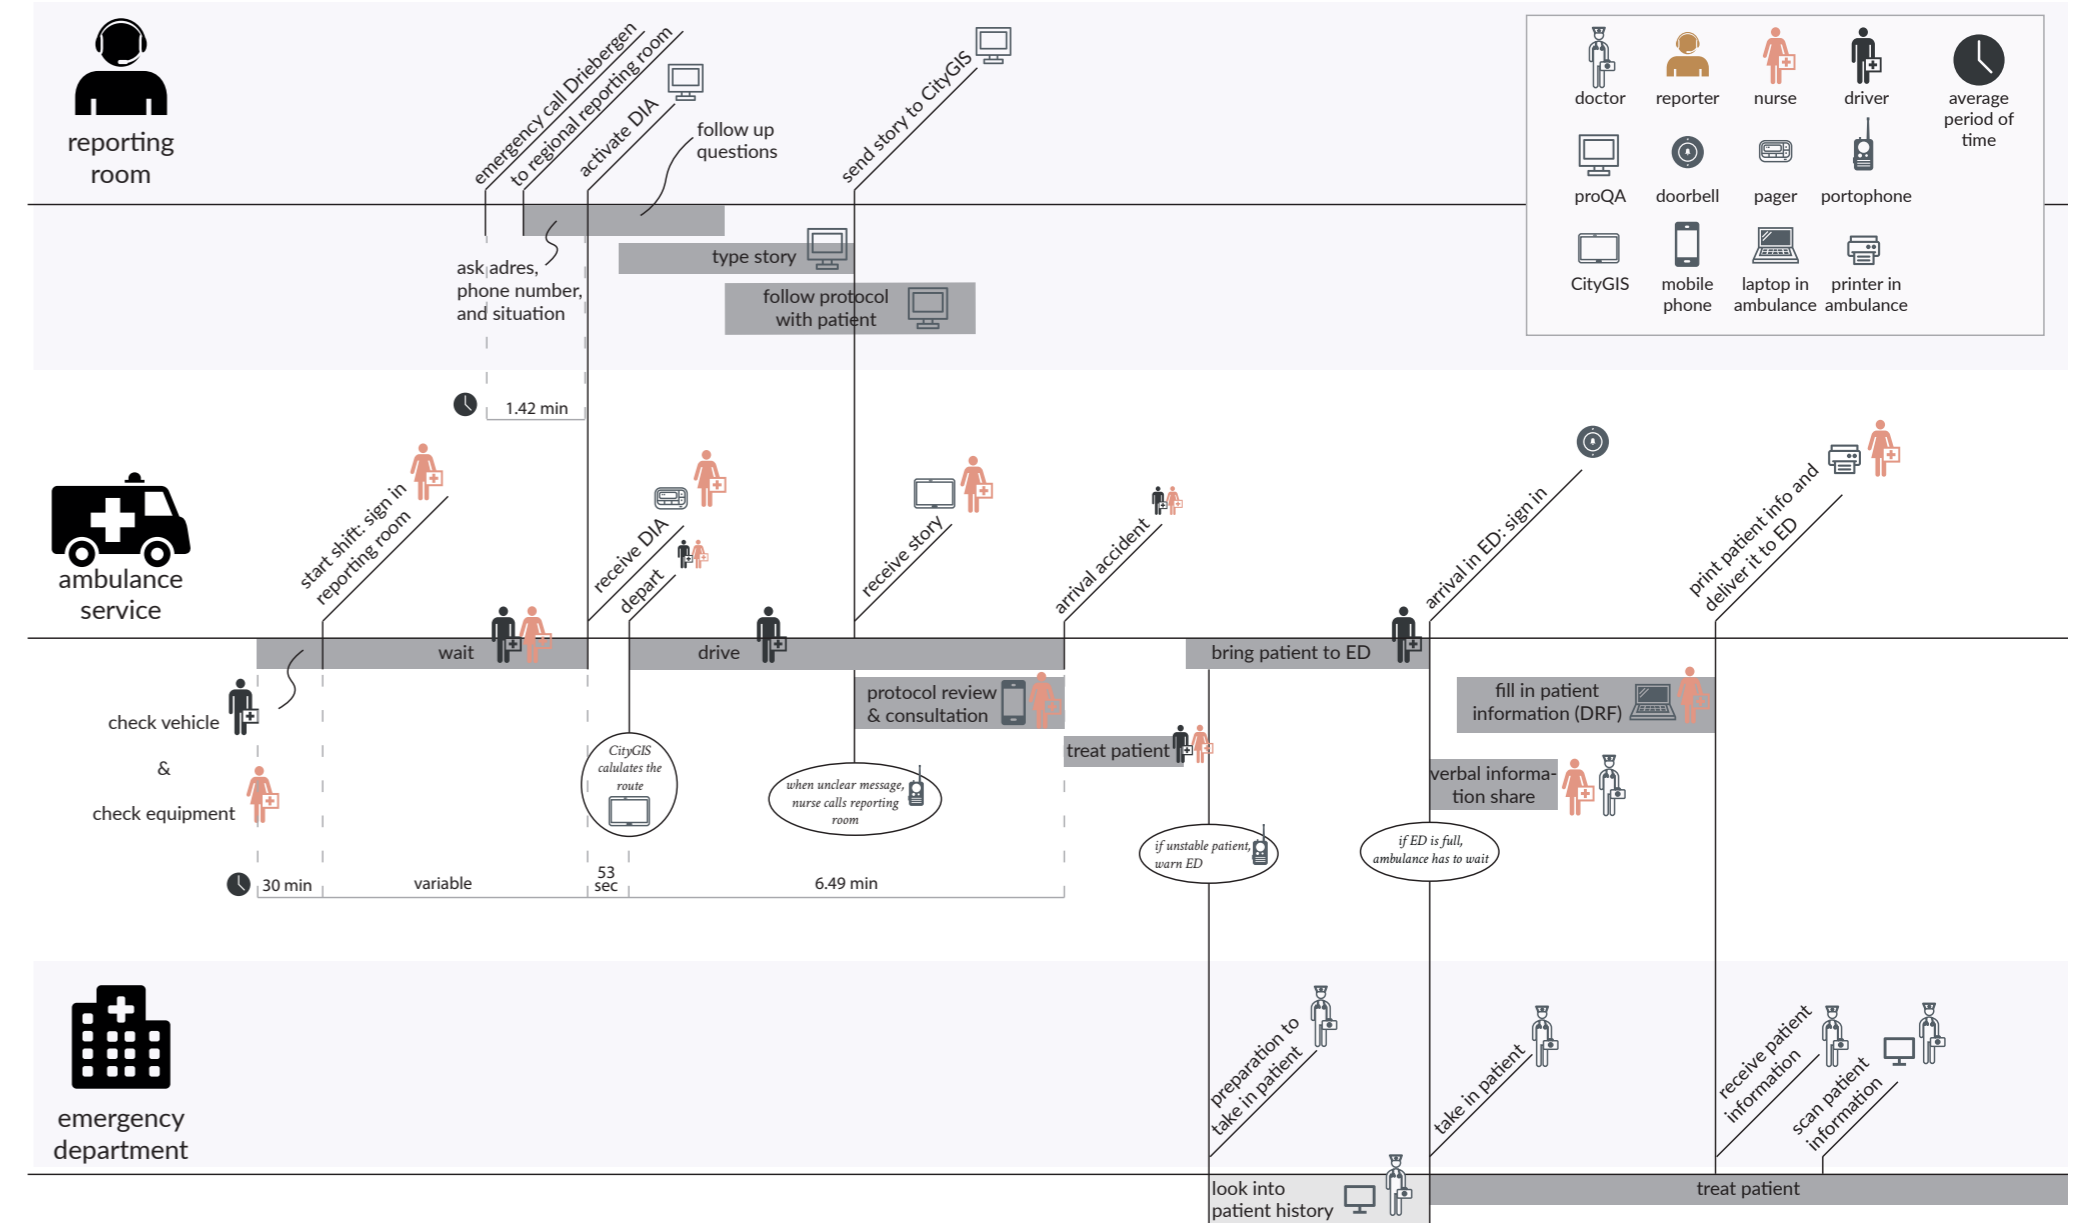 reporting
room
emergency call Driebergen
to regional reporting room
activate DIA
follow up
questions
send story to CityGIS
ask adres,
phone number,
and situation
type story
follow protocol
with patient
1.42 min
doctor
reporter
nurse
driver
average
period of
time
proQA
doorbell
pager
portophone
CityGIS
mobile
phone
laptop in
ambulance
printer in
ambulance
ambulance
service
start shift: sign in
reporting room
receive DIA
depart
receive story
arrival accident
arrival in ED: sign in
print patient info and
deliver it to ED
wait
drive
bring patient to ED
check vehicle
&
check equipment
protocol review
& consultation
treat patient
fill in patient
information (DRF)
verbal informa-
tion share
CityGIS
calulates the
route
when unclear message,
nurse calls reporting
room
if unstable patient,
warn ED
if ED is full,
ambulance has to wait
30 min
variable
53
sec
6.49 min
emergency
department
preparation to
take in patient
take in patient
receive patient
information
scan patient
information
look into
patient history
treat patient